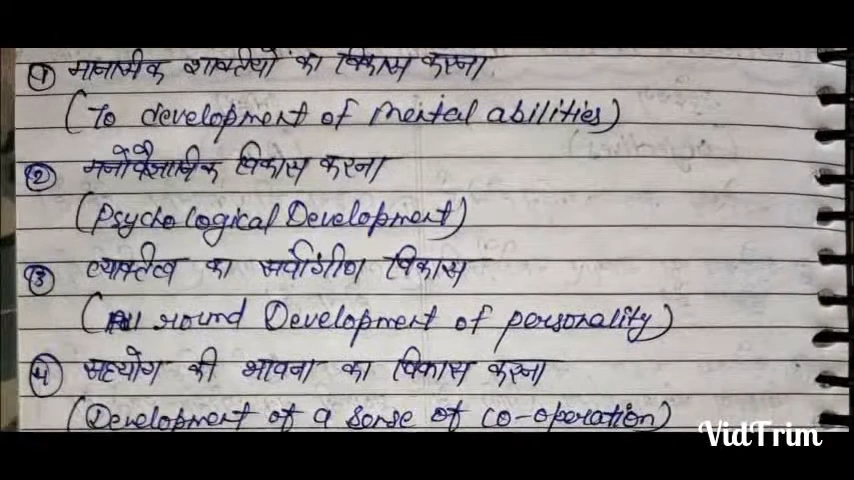 ① मानसिक शक्तियों का विकास करना
(To development of mental abilities)
② मनोवैज्ञानिक विकास करना
(Psychological Development)
③ व्यक्तित्व का सर्वांगीण विकास
(All round Development of personality)
④ सहयोग की भावना का विकास करना
(Development of a sense of co-operation)
VidTrim